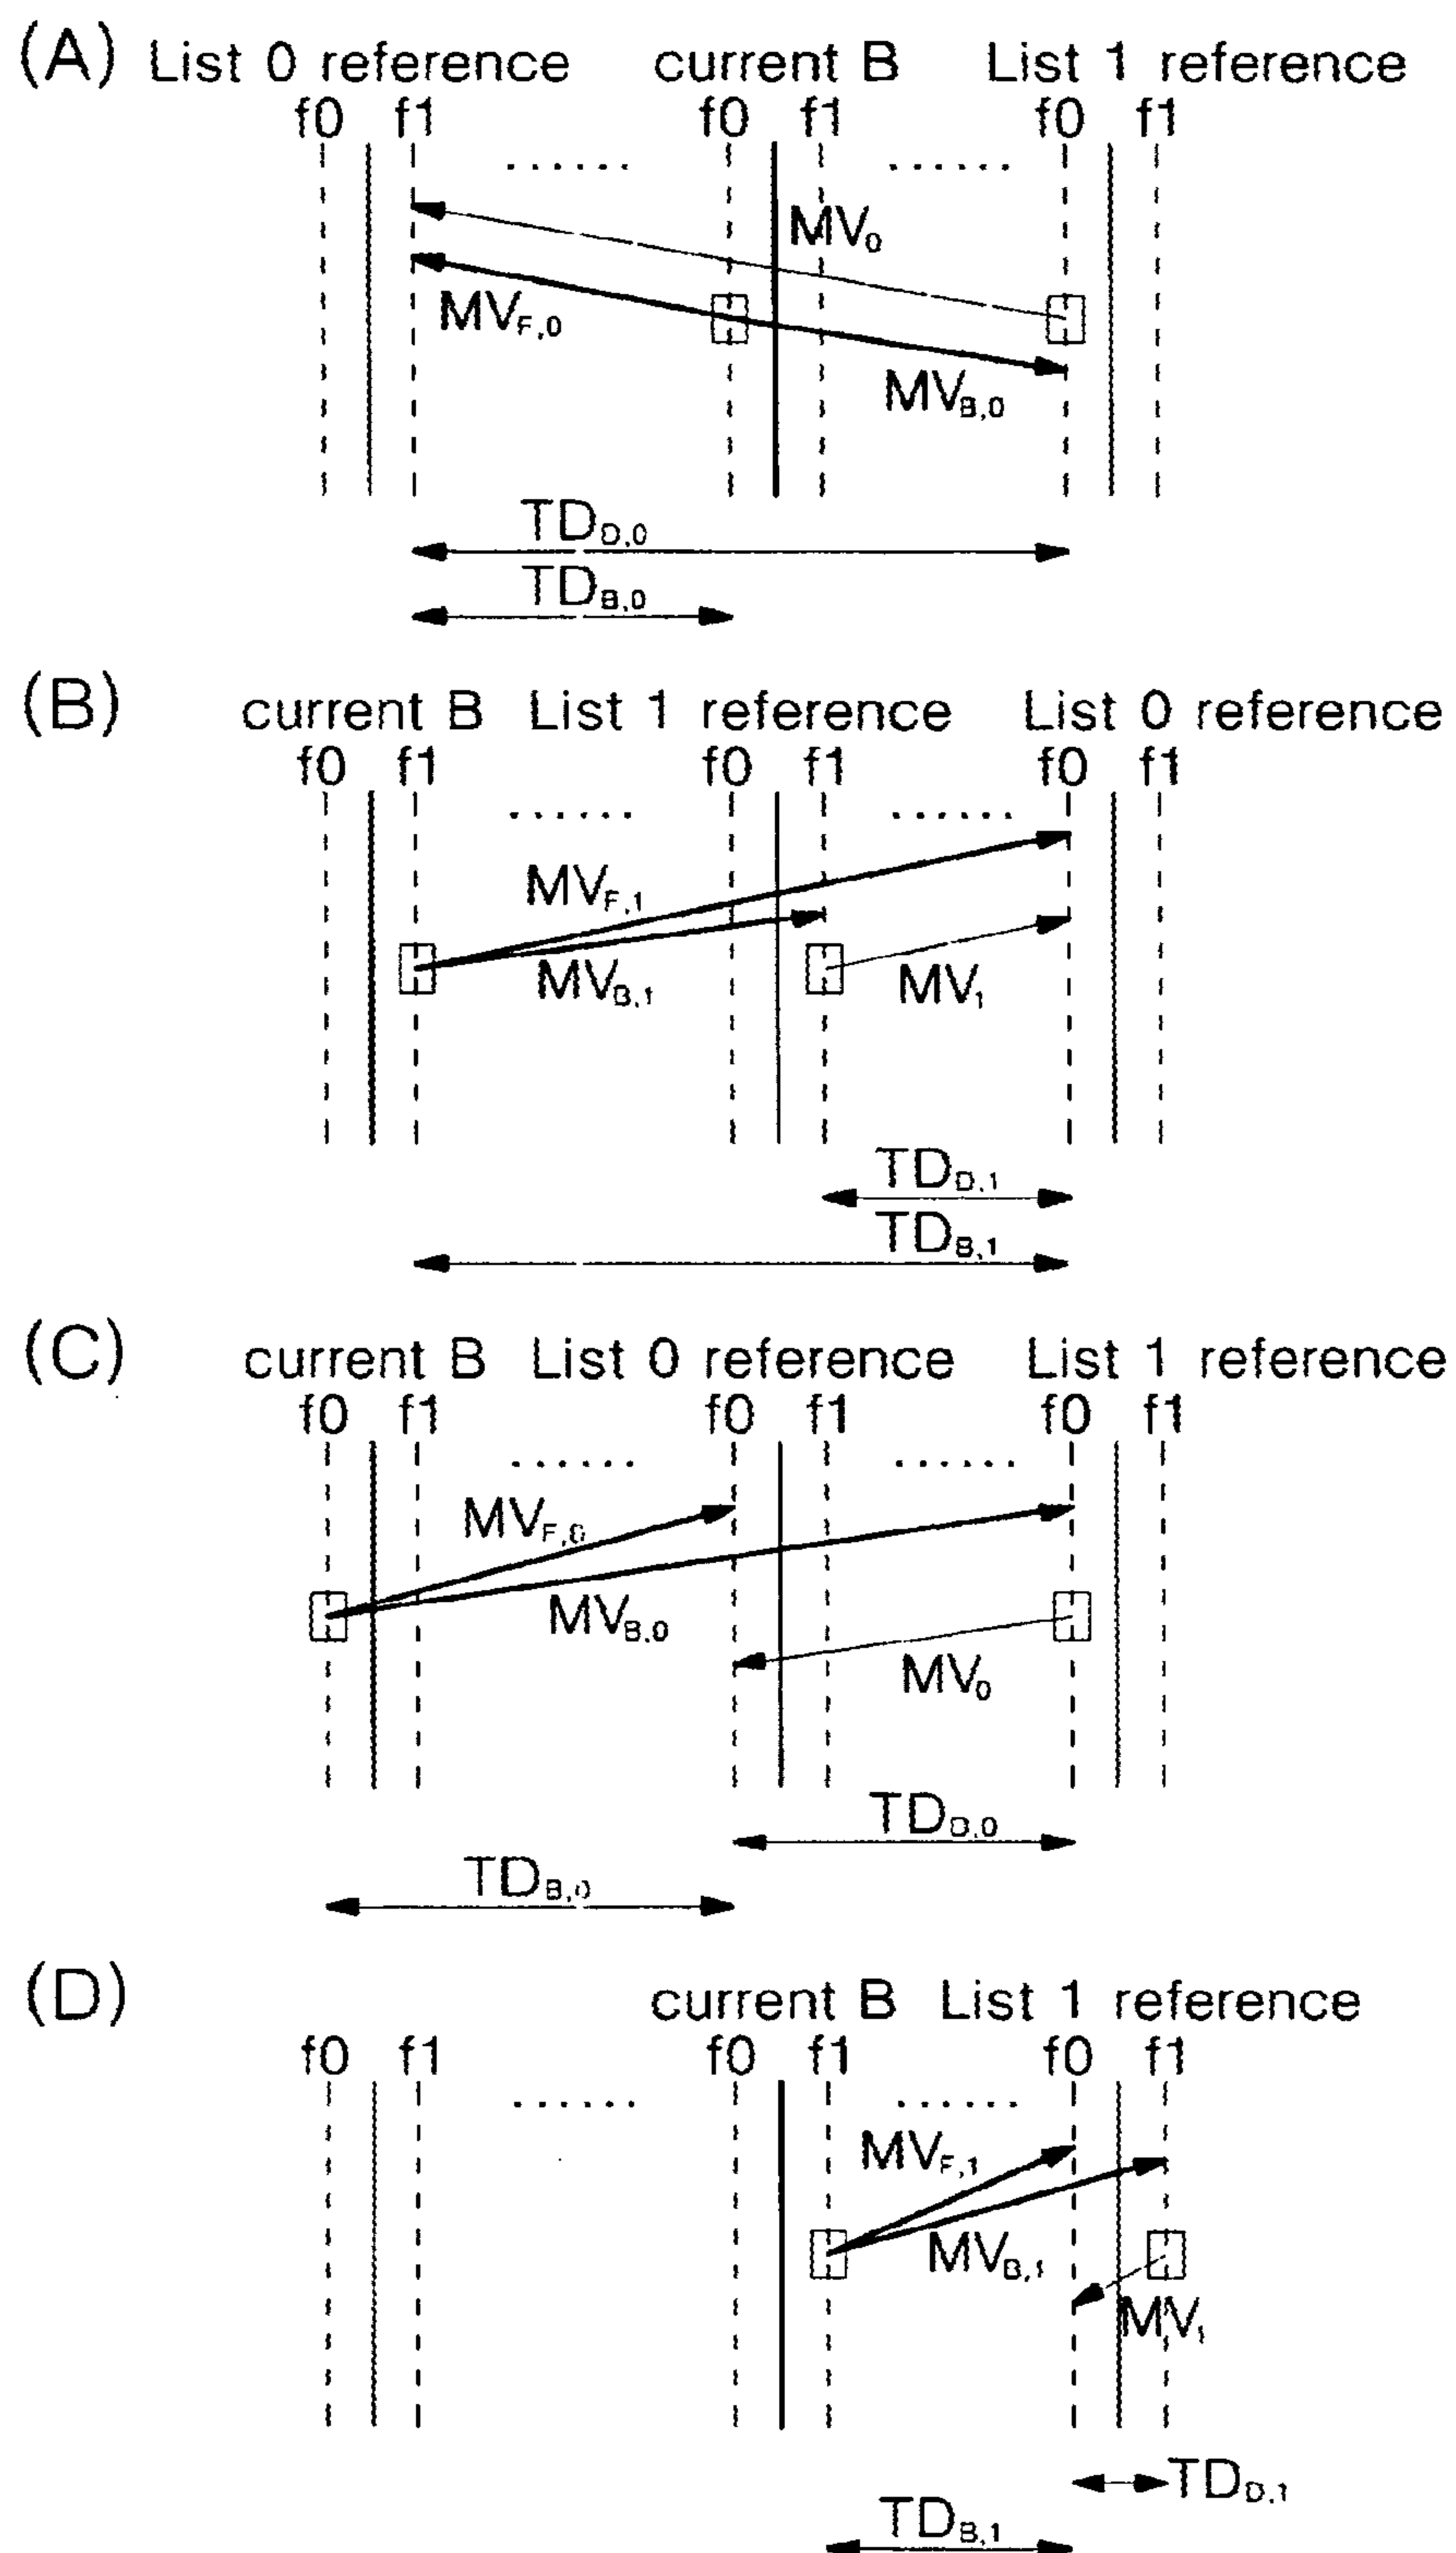 (A) List 0 reference current B List 1 reference
f0 f1 f0 f1 f0 f1
...... ......
MV0
MVF,0
MVB,0
TDD,0
TDB,0
(B) current B List 1 reference List 0 reference
f0 f1 f0 f1 f0 f1
...... ......
MVF,1
MVB,1 MV1
TDD,1
TDB,1
(C) current B List 0 reference List 1 reference
f0 f1 f0 f1 f0 f1
...... ......
MVF,0
MVB,0
MV0
TDD,0
TDB,0
(D) current B List 1 reference
f0 f1 f0 f1 f0 f1
...... ......
MVF,1
MVB,1
MV1
TDD,1
TDB,1